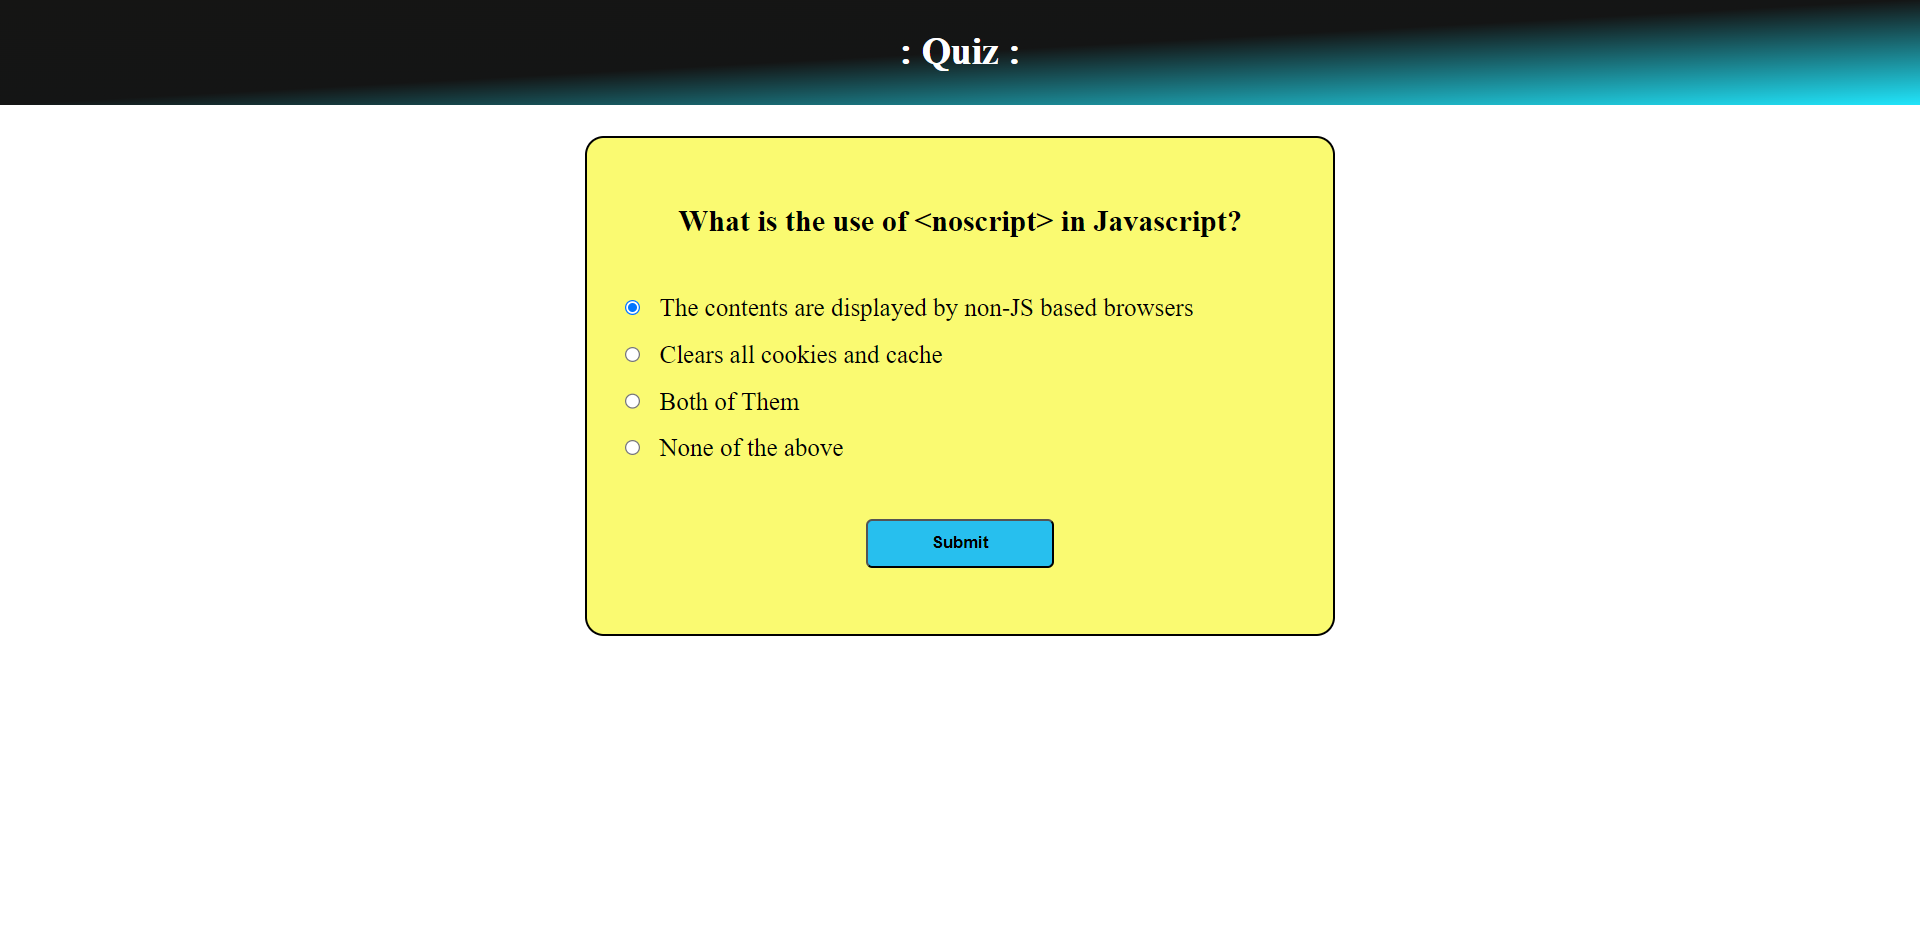 : Quiz :
What is the use of <noscript> in Javascript?
The contents are displayed by non-JS based browsers
Clears all cookies and cache
Both of Them
None of the above
Submit